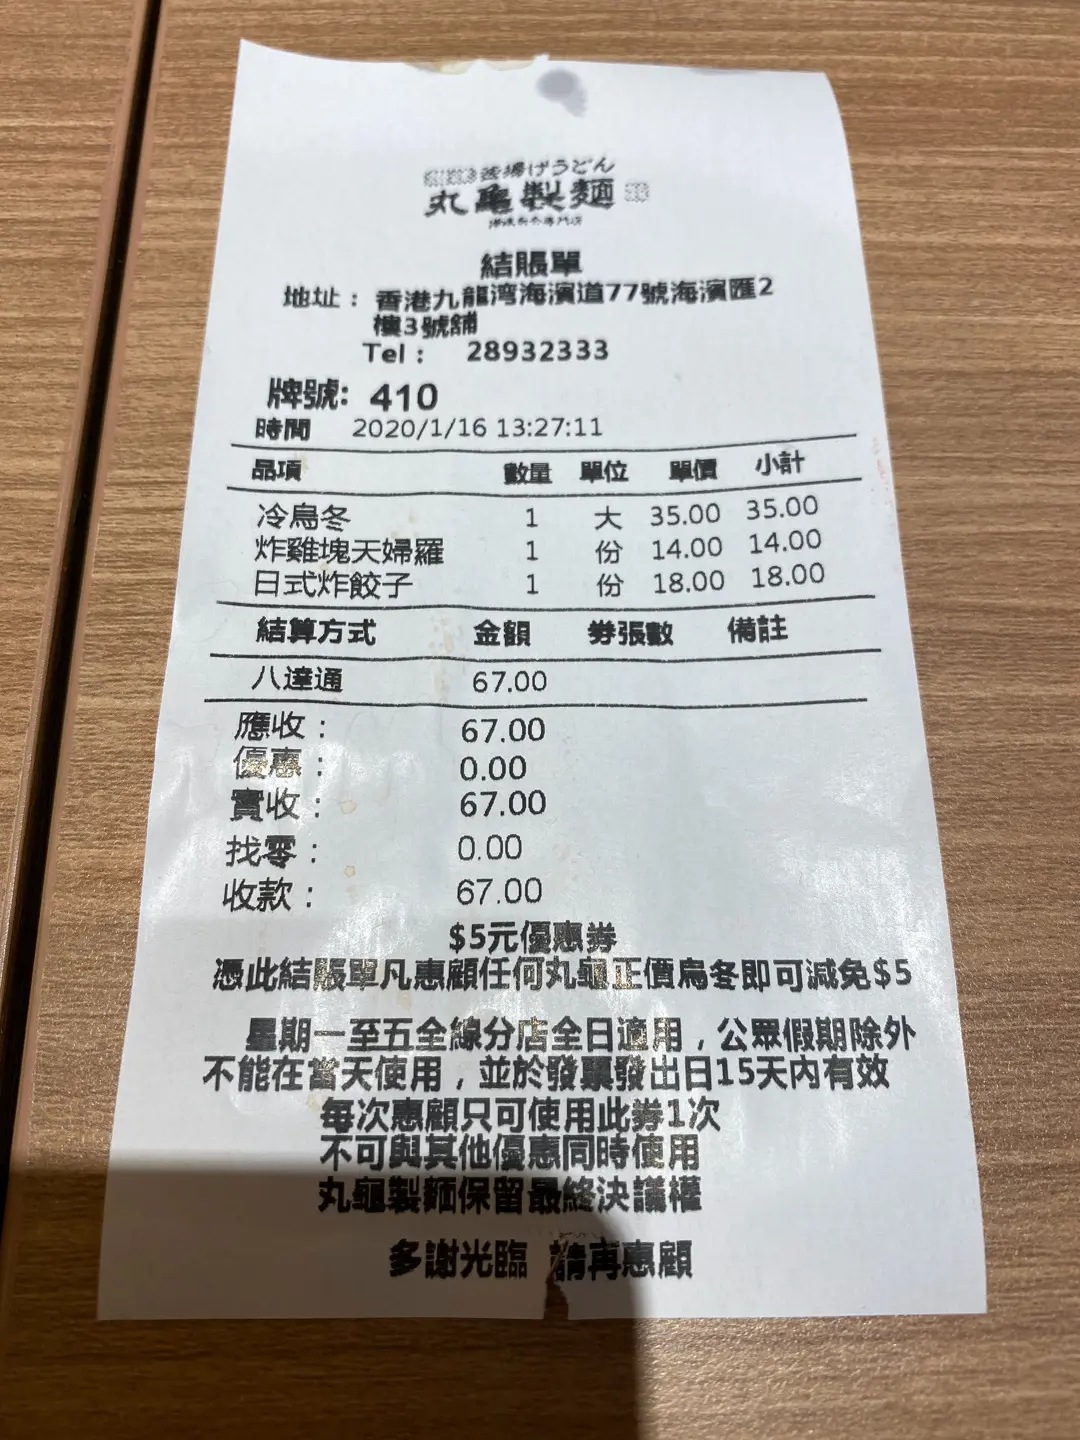 釜揚げうどん
丸亀製麺
結賬單
地址： 香港九龍湾海濱道77號海濱匯2
樓3號舖
Tel： 28932333
牌號: 410
時間 2020/1/16 13:27:11
品項 數量 單位 單價 小計
冷烏冬 1 大 35.00 35.00
炸雞塊天婦羅 1 份 14.00 14.00
日式炸餃子 1 份 18.00 18.00
結算方式 金額 劵張數 備註
八達通 67.00
應收： 67.00
優惠： 0.00
實收： 67.00
找零： 0.00
收款： 67.00
$5元優惠劵
憑此結賬單凡惠顧任何丸龜正價烏冬即可減免$5
星期一至五全線分店全日適用，公眾假期除外
不能在當天使用，並於發票發出日15天內有效
每次惠顧只可使用此劵1次
不可與其他優惠同時使用
丸龜製麵保留最終決議權
多謝光臨 請再惠顧